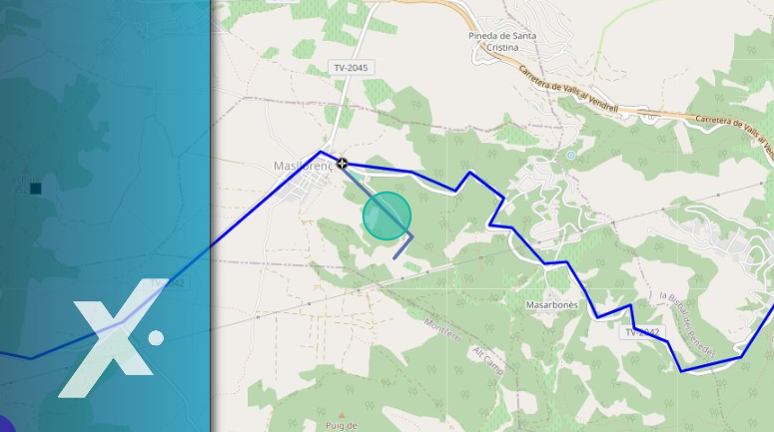 Pineda de Santa
Cristina
TV-2045
Carretera de Valls al Vendrell
Carretera de Valls al Ven
Masllorenç
TV-2042
Masarbonès
la Bisbal del Penedès
TV-2042
Montferri
Alt Camp
Puig de
X.